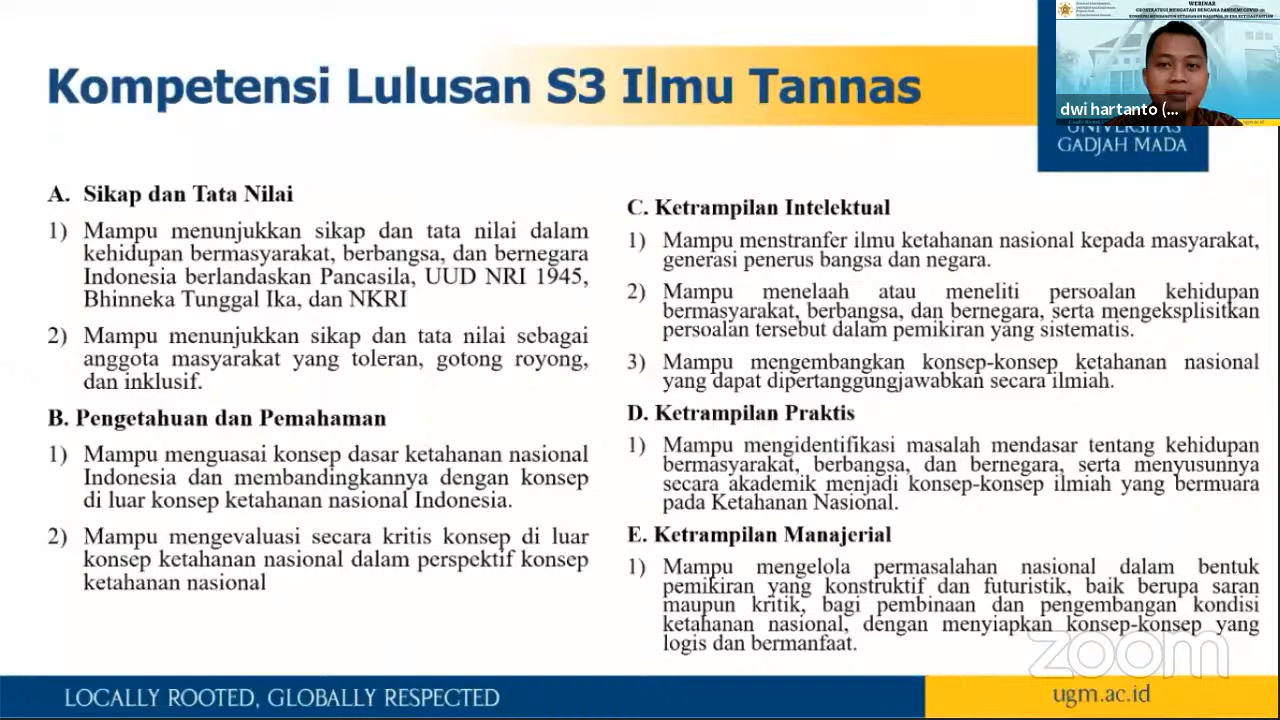 Kompetensi Lulusan S3 Ilmu Tannas
WEBINAR
dwi hartanto (...
UNIVERSITAS
GADJAH MADA
A. Sikap dan Tata Nilai
1) Mampu menunjukkan sikap dan tata nilai dalam
kehidupan bermasyarakat, berbangsa, dan bernegara
Indonesia berlandaskan Pancasila, UUD NRI 1945,
Bhinneka Tunggal Ika, dan NKRI
2) Mampu menunjukkan sikap dan tata nilai sebagai
anggota masyarakat yang toleran, gotong royong,
dan inklusif.
B. Pengetahuan dan Pemahaman
1) Mampu menguasai konsep dasar ketahanan nasional
Indonesia dan membandingkannya dengan konsep
di luar konsep ketahanan nasional Indonesia.
2) Mampu mengevaluasi secara kritis konsep di luar
konsep ketahanan nasional dalam perspektif konsep
ketahanan nasional
C. Ketrampilan Intelektual
1) Mampu menstranfer ilmu ketahanan nasional kepada masyarakat,
generasi penerus bangsa dan negara.
2) Mampu menelaah atau meneliti persoalan kehidupan
bermasyarakat, berbangsa, dan bernegara, serta mengeksplisitkan
persoalan tersebut dalam pemikiran yang sistematis.
3) Mampu mengembangkan konsep-konsep ketahanan nasional
yang dapat dipertanggungjawabkan secara ilmiah.
D. Ketrampilan Praktis
1) Mampu mengidentifikasi masalah mendasar tentang kehidupan
bermasyarakat, berbangsa, dan bernegara, serta menyusunnya
secara akademik menjadi konsep-konsep ilmiah yang bermuara
pada Ketahanan Nasional.
E. Ketrampilan Manajerial
1) Mampu mengelola permasalahan nasional dalam bentuk
pemikiran yang konstruktif dan futuristik, baik berupa saran
maupun kritik, bagi pembinaan dan pengembangan kondisi
ketahanan nasional, dengan menyiapkan konsep-konsep yang
logis dan bermanfaat.
zoom
LOCALLY ROOTED, GLOBALLY RESPECTED
ugm.ac.id